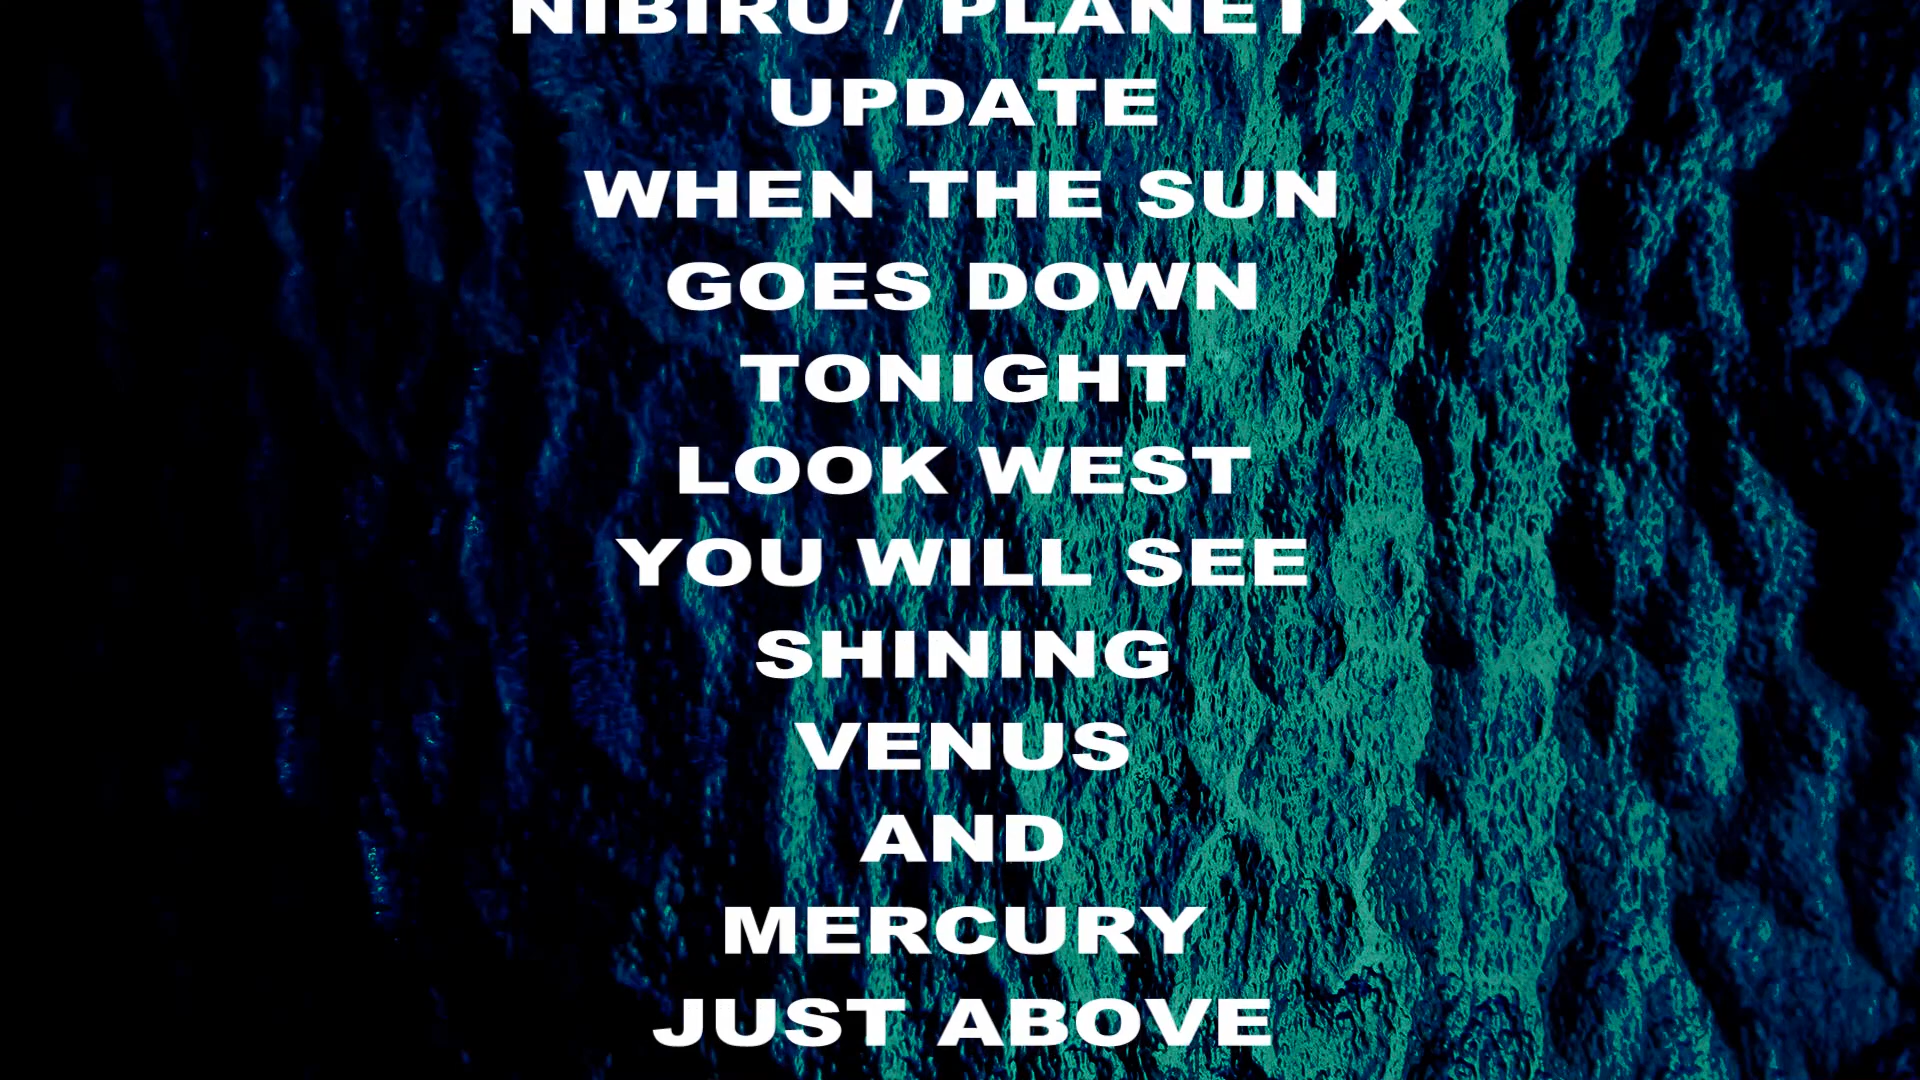 NIBIRU / PLANET X
UPDATE
WHEN THE SUN
GOES DOWN
TONIGHT
LOOK WEST
YOU WILL SEE
SHINING
VENUS
AND
MERCURY
JUST ABOVE